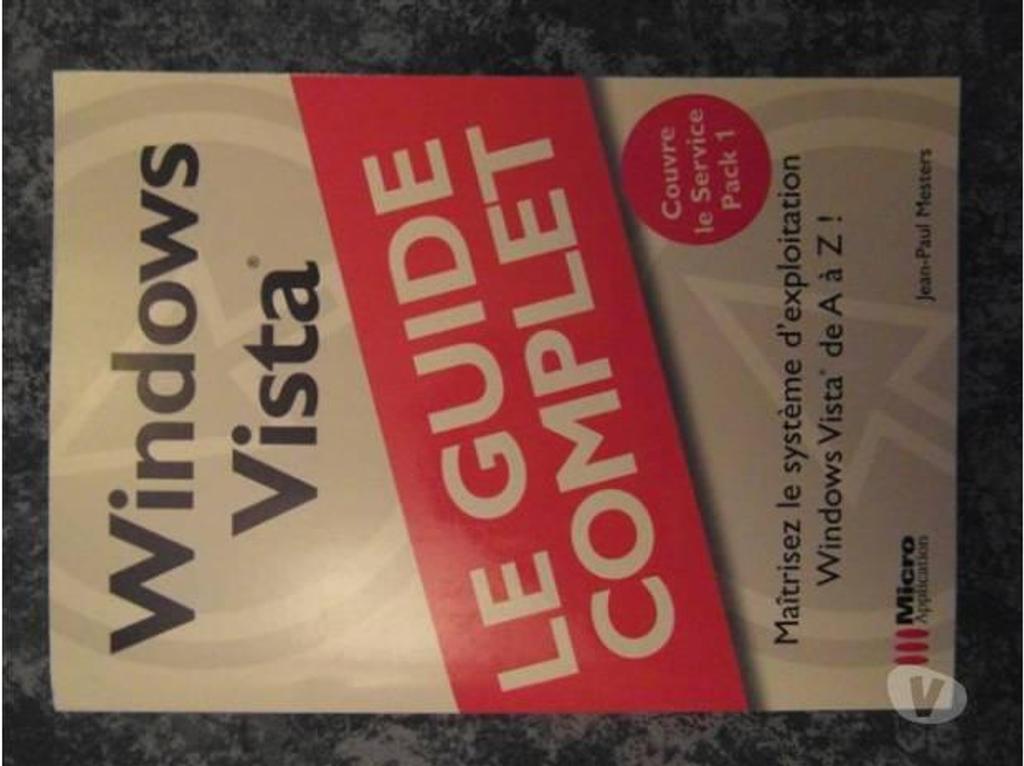 Windows
Vista®
LE GUIDE
COMPLET
Couvre
le Service
Pack 1
Maîtrisez le système d'exploitation
Windows Vista® de A à Z !
Micro
Application
Jean-Paul Mesters
V